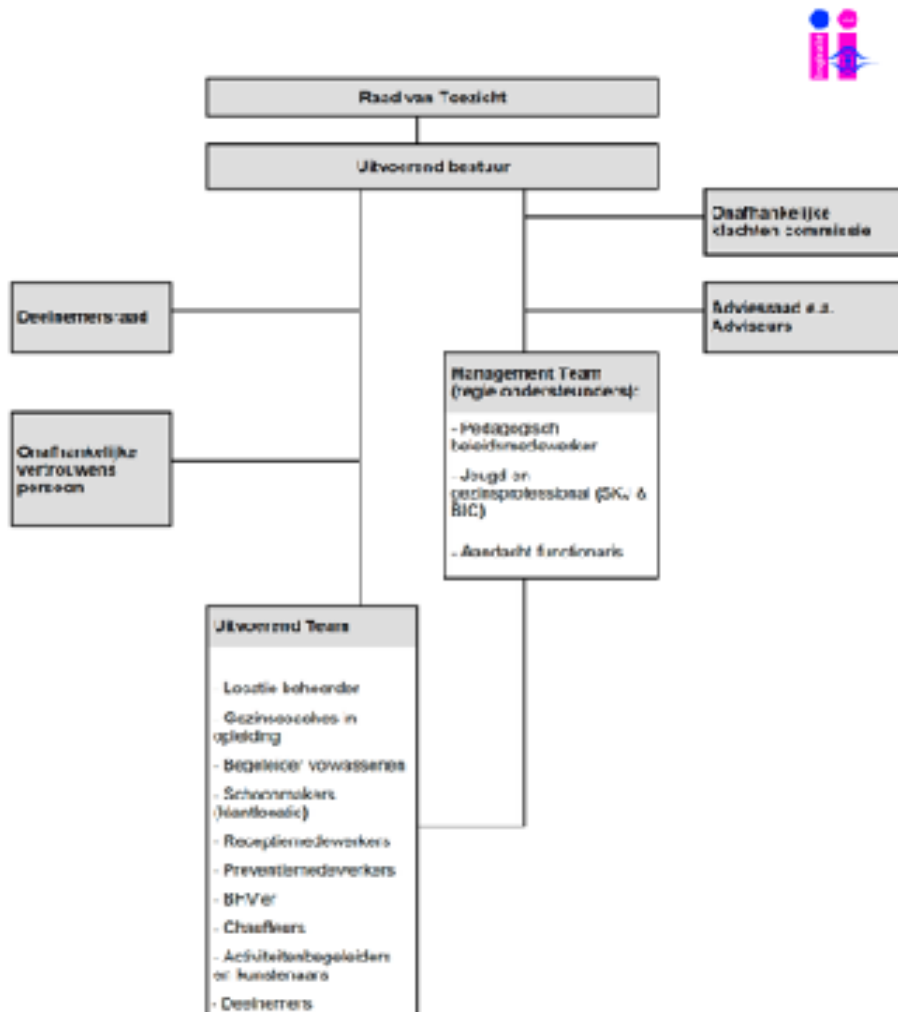 Raad van Toezicht
Uitvoerend bestuur
Onafhankelijke
klachten commissie
Deelnemersraad
Adviesraad e.a.
Adviseurs
Management Team
(regie ondersteuners):
- Pedagogisch
beleidsmedewerker
- Jeugd en
gezinsprofessional (SKJ &
BIC)
- Aandacht functionaris
Onafhankelijke
vertrouwens
persoon
Uitvoerend Team
- Locatie beheerder
- Gezinscoaches in
opleiding
- Begeleider volwassenen
- Schoonmakers
(klantlocatie)
- Receptiemedewerkers
- Preventiemedewerkers
- BHV'er
- Chauffeurs
- Activiteitenbegeleiders
en kunstenaars
- Deelnemers